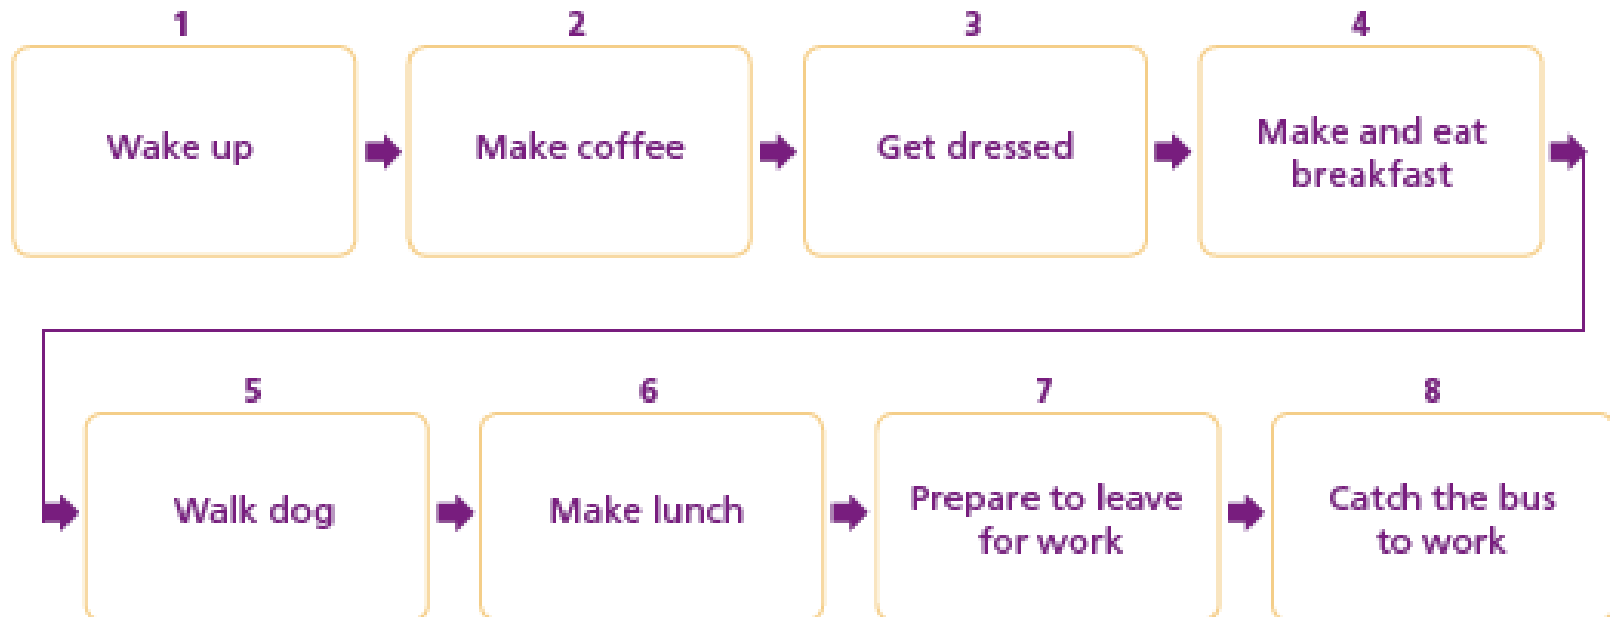 1
2
3
4
Wake up
Make coffee
Get dressed
Make and eat
breakfast
5
6
7
8
Walk dog
Make lunch
Prepare to leave
for work
Catch the bus
to work